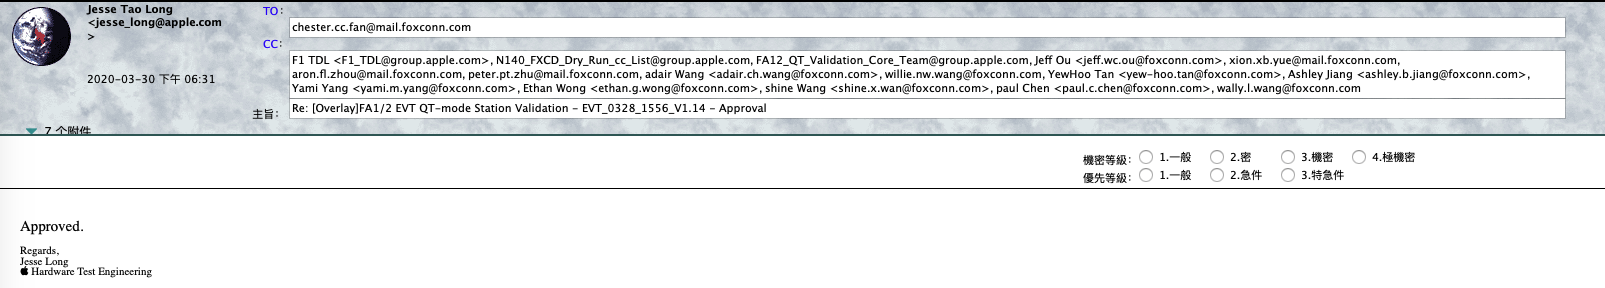 Jesse Tao Long
<jesse_long@apple.com
>
2020-03-30 下午 06:31
TO:
chester.cc.fan@mail.foxconn.com
CC:
F1 TDL <F1_TDL@group.apple.com>, N140_FXCD_Dry_Run_cc_List@group.apple.com, FA12_QT_Validation_Core_Team@group.apple.com, Jeff Ou <jeff.wc.ou@foxconn.com>, xion.xb.yue@mail.foxconn.com,
aron.fl.zhou@mail.foxconn.com, peter.pt.zhu@mail.foxconn.com, adair Wang <adair.ch.wang@foxconn.com>, willie.nw.wang@foxconn.com, YewHoo Tan <yew-hoo.tan@foxconn.com>, Ashley Jiang <ashley.b.jiang@foxconn.com>,
Yami Yang <yami.m.yang@foxconn.com>, Ethan Wong <ethan.g.wong@foxconn.com>, shine Wang <shine.x.wan@foxconn.com>, paul Chen <paul.c.chen@foxconn.com>, wally.l.wang@foxconn.com
主旨:
Re: [Overlay]FA1/2 EVT QT-mode Station Validation - EVT_0328_1556_V1.14 - Approval
7 个附件
機密等級: 1.一般 2.密 3.機密 4.極機密
優先等級: 1.一般 2.急件 3.特急件
Approved.
Regards,
Jesse Long
Hardware Test Engineering